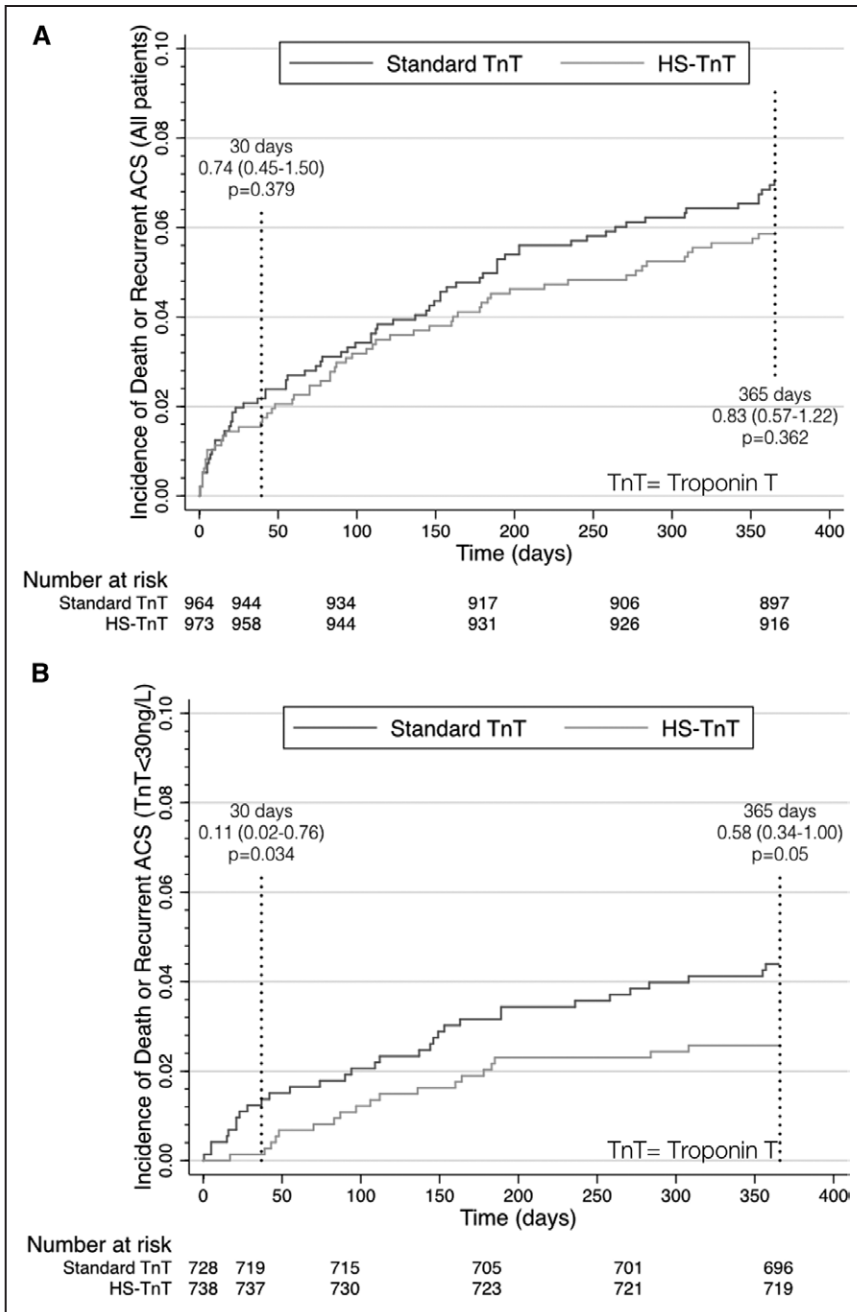 A
Standard TnT HS-TnT
Incidence of Death or Recurrent ACS (All patients)
0.00 0.02 0.04 0.06 0.08 0.10
30 days
0.74 (0.45-1.50)
p=0.379
365 days
0.83 (0.57-1.22)
p=0.362
TnT= Troponin T
0 50 100 150 200 250 300 350 400
Time (days)
Number at risk
Standard TnT 964 944 934 917 906 897
HS-TnT 973 958 944 931 926 916
B
Standard TnT HS-TnT
Incidence of Death or Recurrent ACS (TnT<30ng/L)
0.00 0.02 0.04 0.06 0.08 0.10
30 days
0.11 (0.02-0.76)
p=0.034
365 days
0.58 (0.34-1.00)
p=0.05
TnT= Troponin T
0 50 100 150 200 250 300 350 400
Time (days)
Number at risk
Standard TnT 728 719 715 705 701 696
HS-TnT 738 737 730 723 721 719